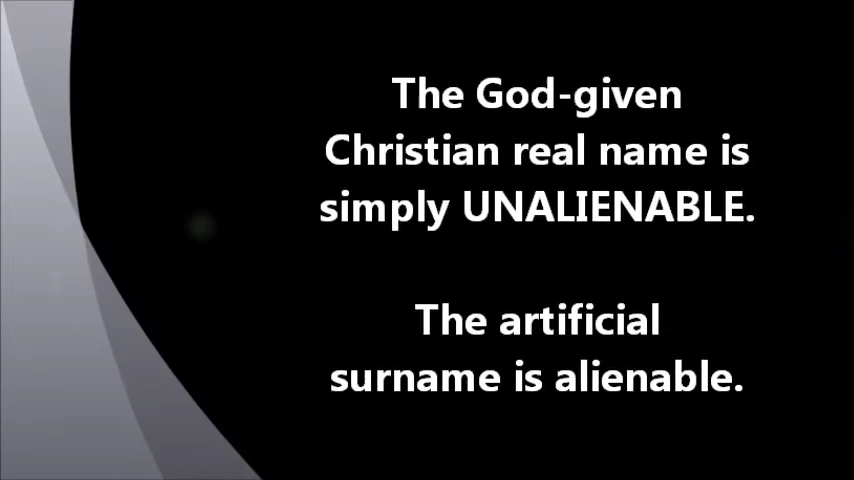 The God-given
Christian real name is
simply UNALIENABLE.
The artificial
surname is alienable.